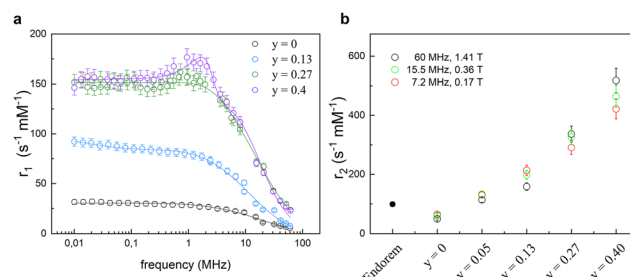 a
200
150
100
50
0
r1 (s-1 mM-1)
y = 0
y = 0.13
y = 0.27
y = 0.4
0,01
0,1
1
10
100
frequency (MHz)
b
600
400
200
0
r2 (s-1 mM-1)
60 MHz, 1.41 T
15.5 MHz, 0.36 T
7.2 MHz, 0.17 T
Endorem
y = 0
y = 0.05
y = 0.13
y = 0.27
y = 0.40